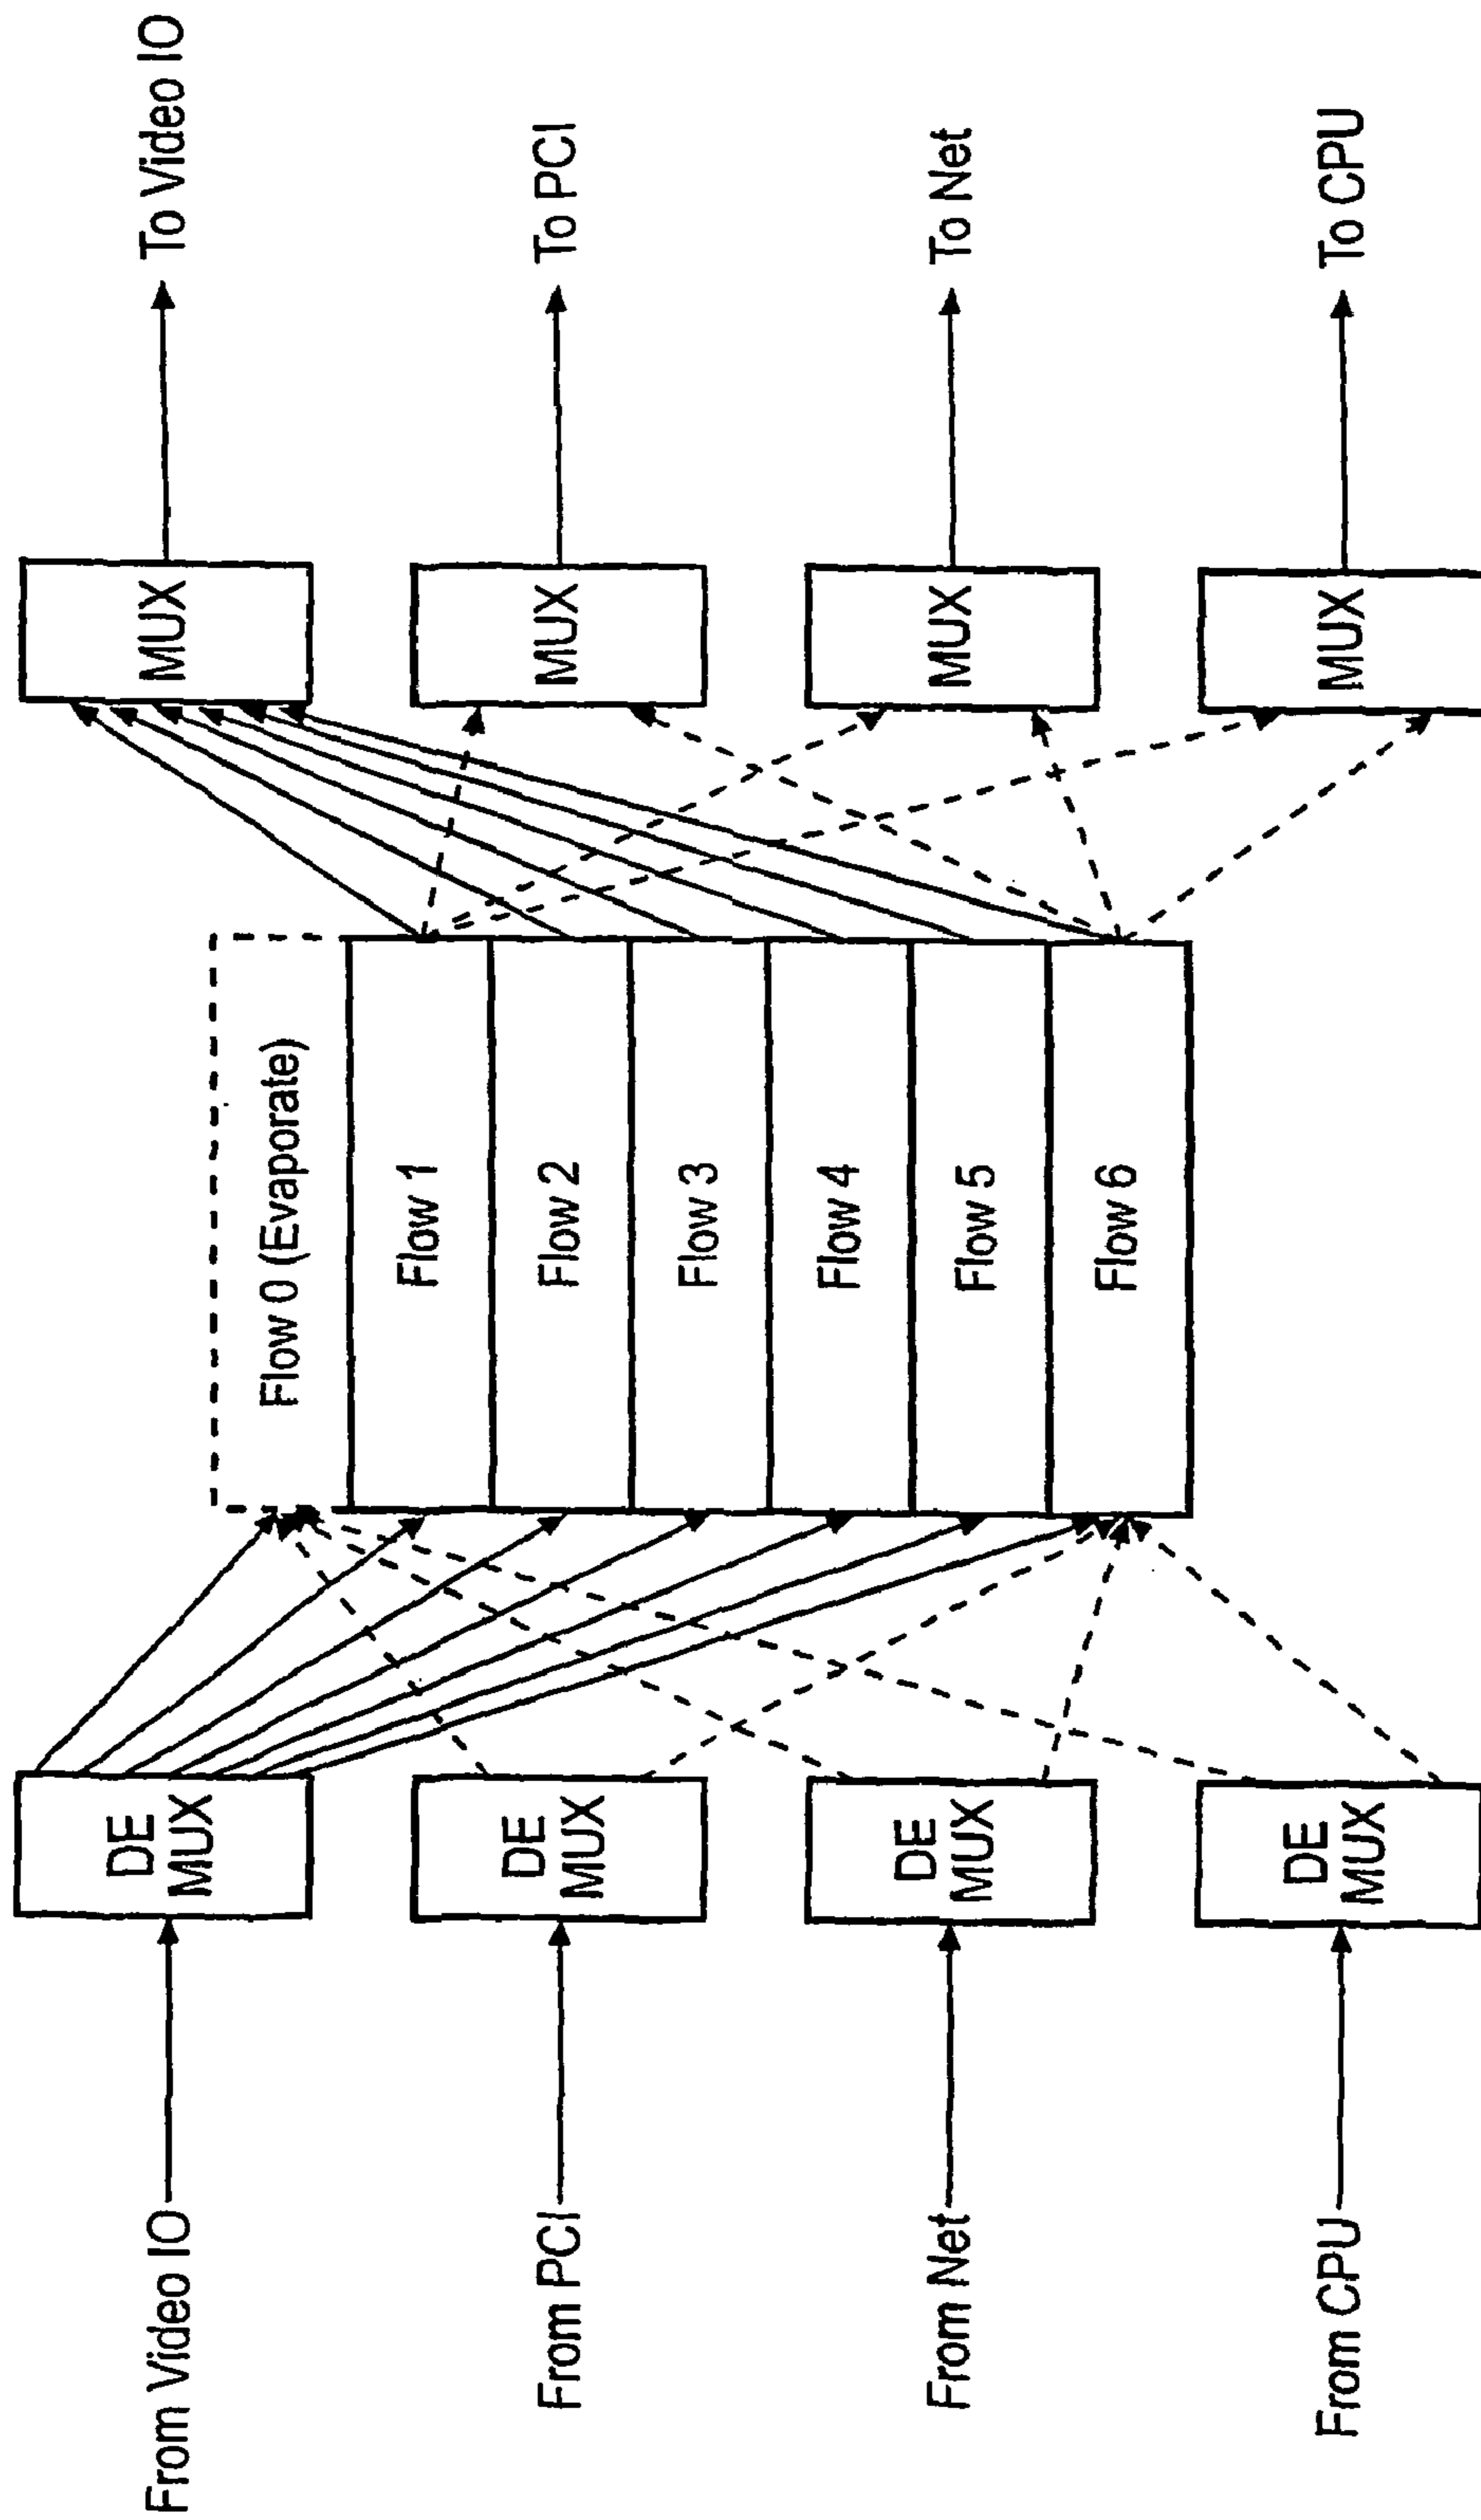 From Video IO
From PCI
From Net
From CPU
DE
MUX
DE
MUX
DE
MUX
DE
MUX
Flow 0 (Evaporate)
Flow 1
Flow 2
Flow 3
Flow 4
Flow 5
Flow 6
MUX
MUX
MUX
MUX
To Video IO
To PCI
To Net
To CPU